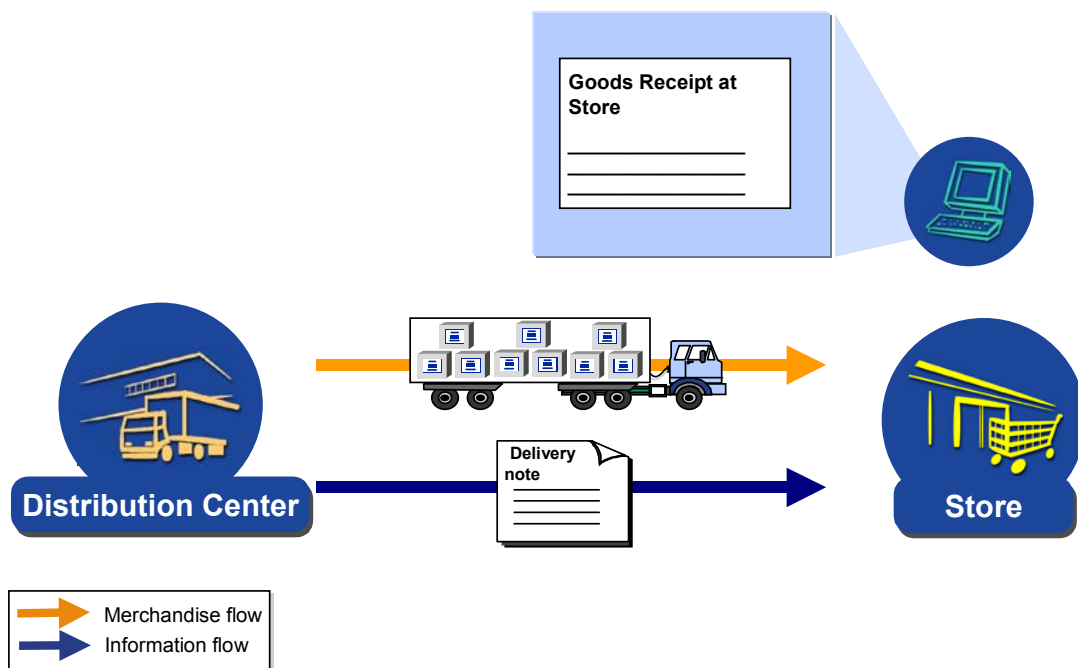 Goods Receipt at
Store
Delivery
note
Distribution Center
Store
Merchandise flow
Information flow